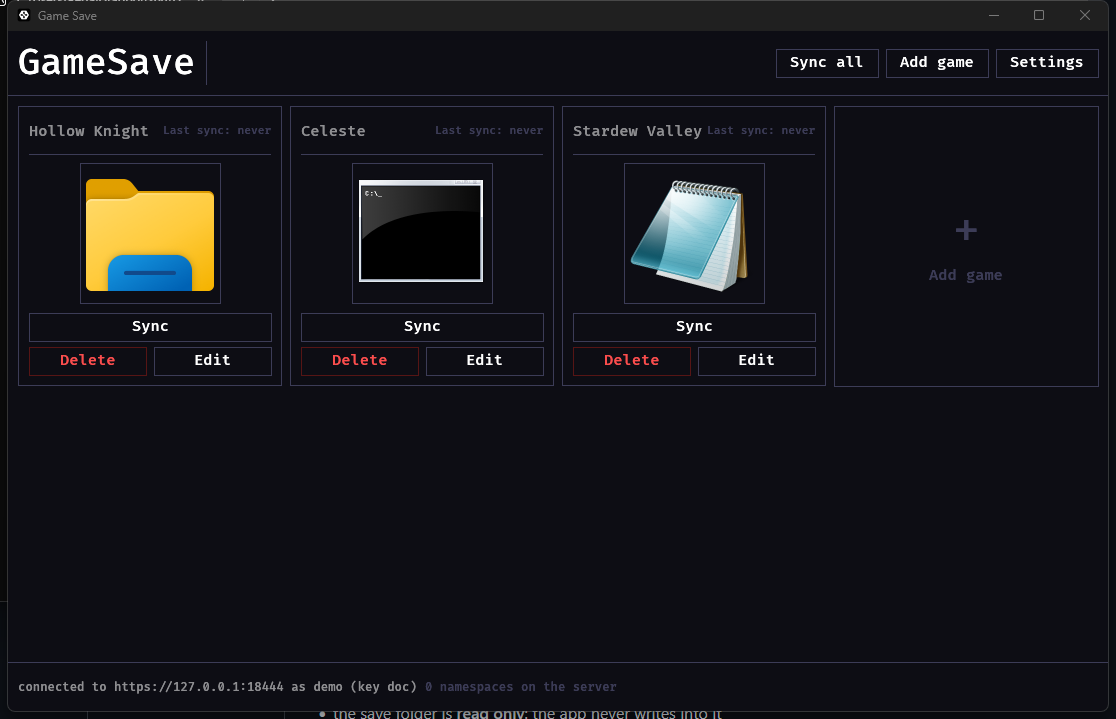 Game Save
GameSave
Sync all
Add game
Settings
Hollow Knight
Last sync: never
Celeste
Last sync: never
Stardew Valley
Last sync: never
C:\_
+
Add game
Sync
Sync
Sync
Delete
Edit
Delete
Edit
Delete
Edit
connected to https://127.0.0.1:18444 as demo (key doc) 0 namespaces on the server
the save folder is read only: the app never writes into it